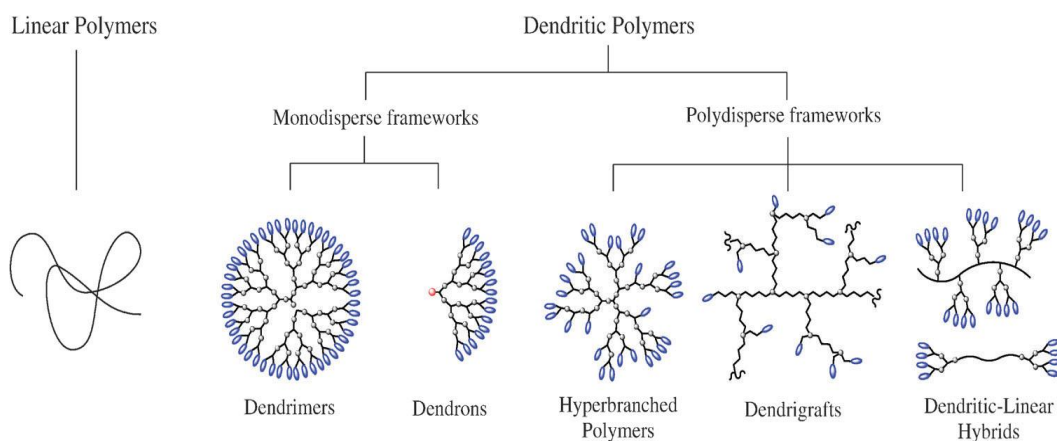 Linear Polymers
Dendritic Polymers
Monodisperse frameworks
Polydisperse frameworks
Dendrimers
Dendrons
Hyperbranched
Polymers
Dendrigrafts
Dendritic-Linear
Hybrids